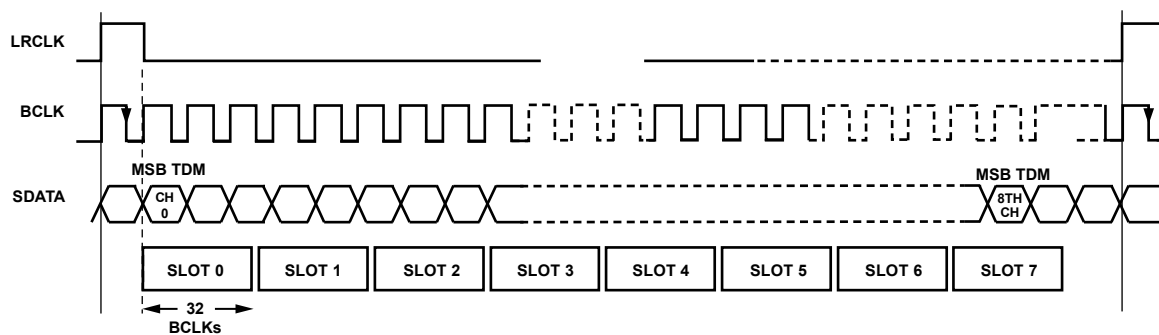 LRCLK
BCLK
MSB TDM
MSB TDM
SDATA
CH
0
8TH
CH
SLOT 0
SLOT 1
SLOT 2
SLOT 3
SLOT 4
SLOT 5
SLOT 6
SLOT 7
32
BCLKs